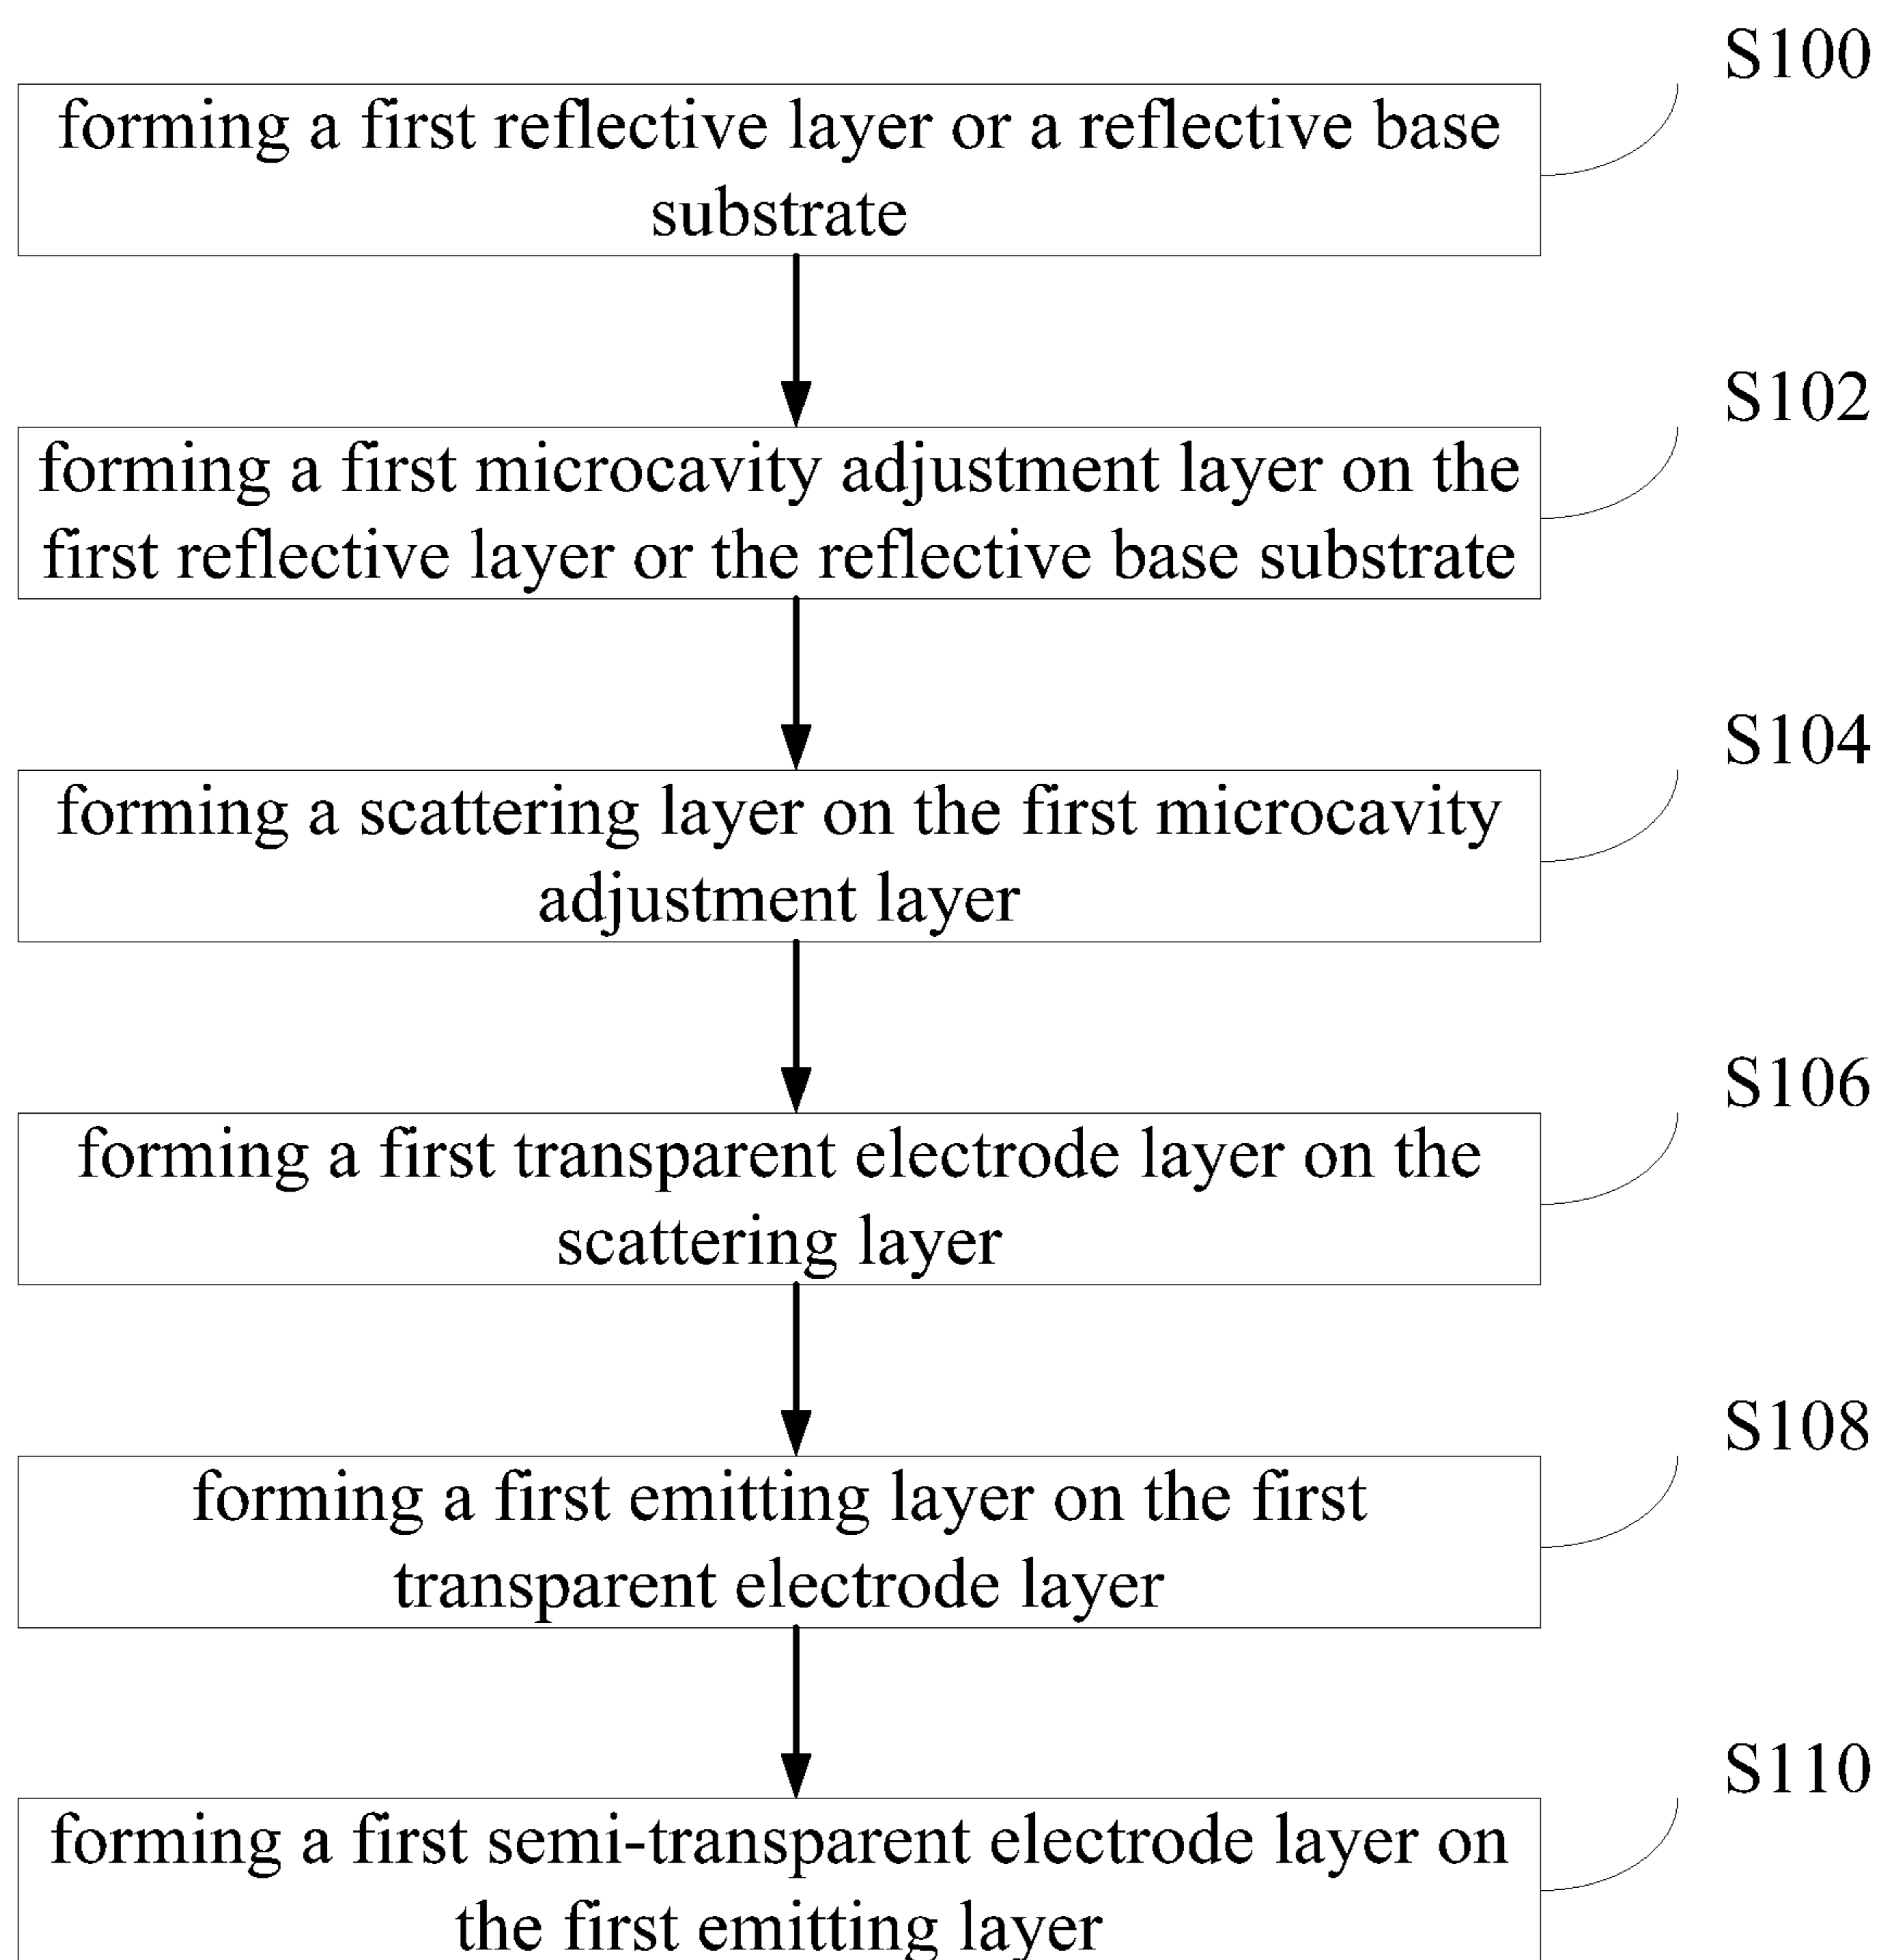 S100
forming a first reflective layer or a reflective base
substrate
S102
forming a first microcavity adjustment layer on the
first reflective layer or the reflective base substrate
S104
forming a scattering layer on the first microcavity
adjustment layer
S106
forming a first transparent electrode layer on the
scattering layer
S108
forming a first emitting layer on the first
transparent electrode layer
S110
forming a first semi-transparent electrode layer on
the first emitting layer